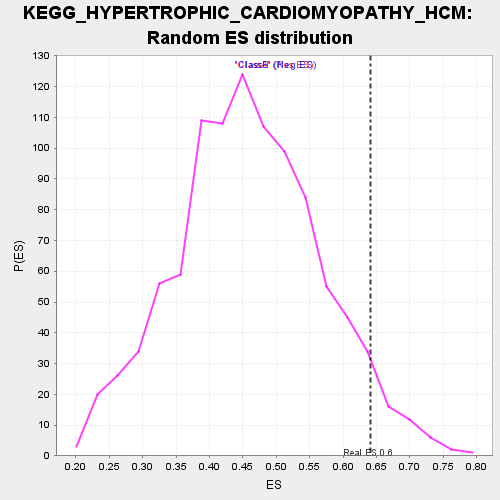 KEGG_HYPERTROPHIC_CARDIOMYOPATHY_HCM:
Random ES distribution
P(ES)
130
120
110
100
90
80
70
60
50
40
30
20
10
0
Real ES 0.6
0.20 0.25 0.30 0.35 0.40 0.45 0.50 0.55 0.60 0.65 0.70 0.75 0.80
ES